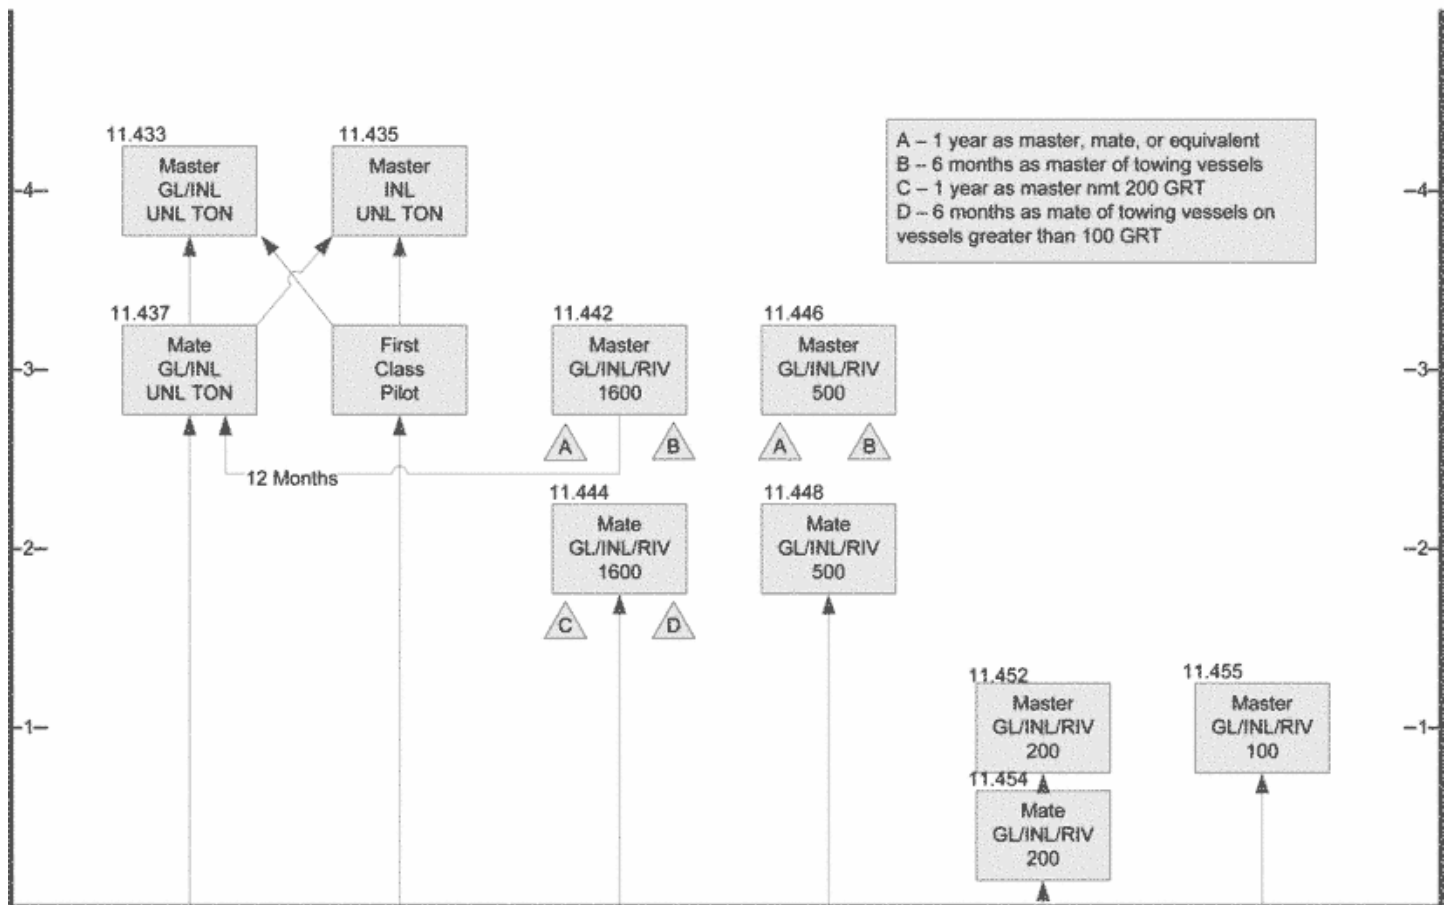 11.433
Master
GL/INL
UNL TON
11.435
Master
INL
UNL TON
A – 1 year as master, mate, or equivalent
B – 6 months as master of towing vessels
C – 1 year as master nmt 200 GRT
D – 6 months as mate of towing vessels on
vessels greater than 100 GRT
–4–
–4–
11.437
Mate
GL/INL
UNL TON
First
Class
Pilot
11.442
Master
GL/INL/RIV
1600
11.446
Master
GL/INL/RIV
500
–3–
–3–
A
B
A
B
12 Months
11.444
Mate
GL/INL/RIV
1600
11.448
Mate
GL/INL/RIV
500
–2–
–2–
C
D
11.452
Master
GL/INL/RIV
200
11.455
Master
GL/INL/RIV
100
–1–
–1–
11.454
Mate
GL/INL/RIV
200